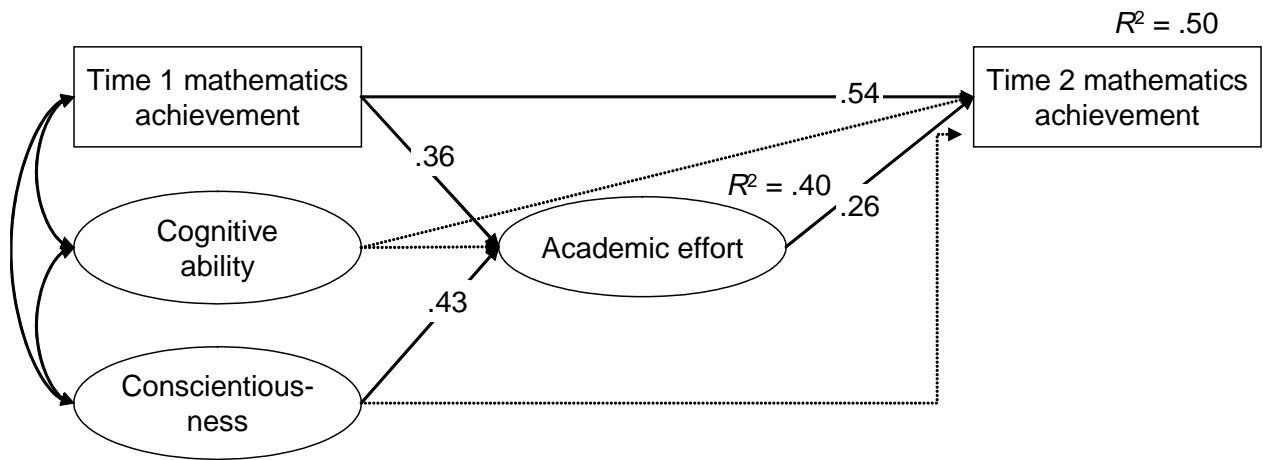 R² = .50
Time 1 mathematics
achievement
Time 2 mathematics
achievement
.54
.36
R² = .40
.26
Cognitive
ability
Academic effort
.43
Conscientious-
ness